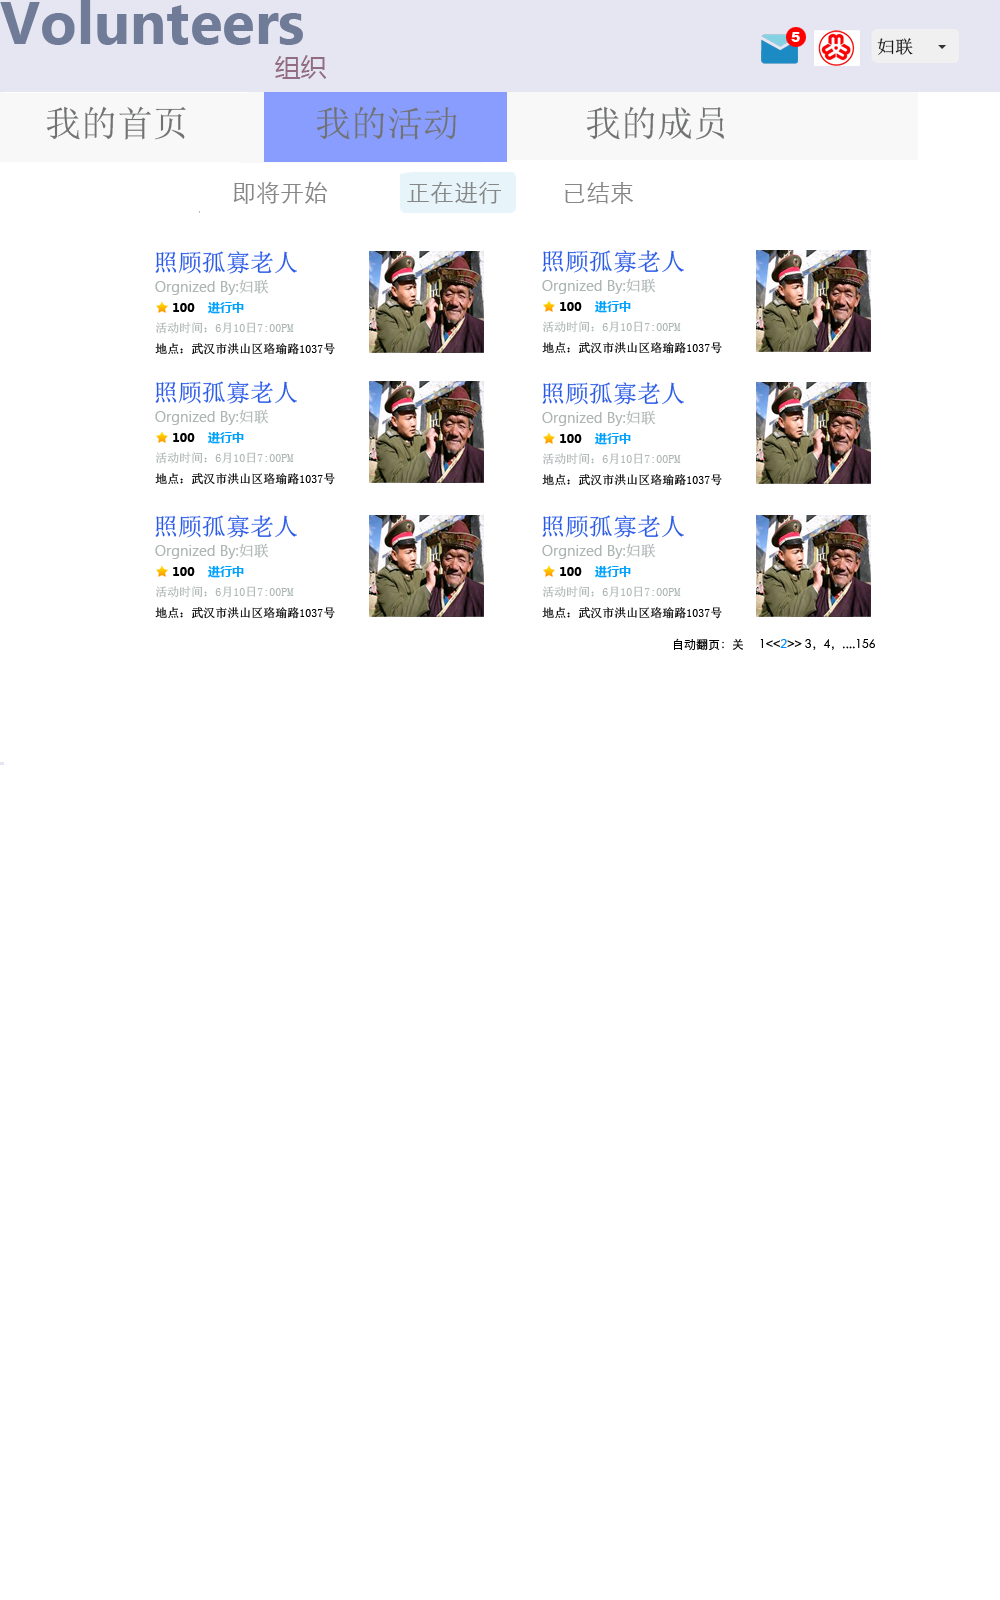 Volunteers
组织
5
妇联
我的首页 我的活动 我的成员
即将开始 正在进行 已结束
照顾孤寡老人
Orgnized By:妇联
100 进行中
活动时间：6月10日7:00PM
地点：武汉市洪山区珞瑜路1037号
照顾孤寡老人
Orgnized By:妇联
100 进行中
活动时间：6月10日7:00PM
地点：武汉市洪山区珞瑜路1037号
照顾孤寡老人
Orgnized By:妇联
100 进行中
活动时间：6月10日7:00PM
地点：武汉市洪山区珞瑜路1037号
照顾孤寡老人
Orgnized By:妇联
100 进行中
活动时间：6月10日7:00PM
地点：武汉市洪山区珞瑜路1037号
照顾孤寡老人
Orgnized By:妇联
100 进行中
活动时间：6月10日7:00PM
地点：武汉市洪山区珞瑜路1037号
照顾孤寡老人
Orgnized By:妇联
100 进行中
活动时间：6月10日7:00PM
地点：武汉市洪山区珞瑜路1037号
自动翻页：关 1<<2>> 3，4，....156